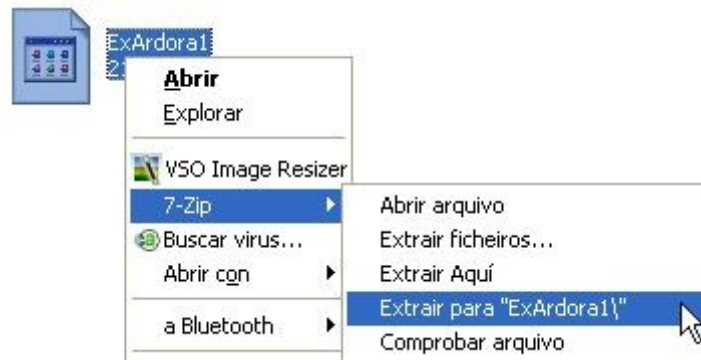 ExArdora1
2
Abrir
Explorar
VSO Image Resizer
7-Zip
Buscar virus...
Abrir con
a Bluetooth
Abrir arquivo
Extrair ficheiros...
Extrair Aquí
Extrair para "ExArdora1\"
Comprobar arquivo